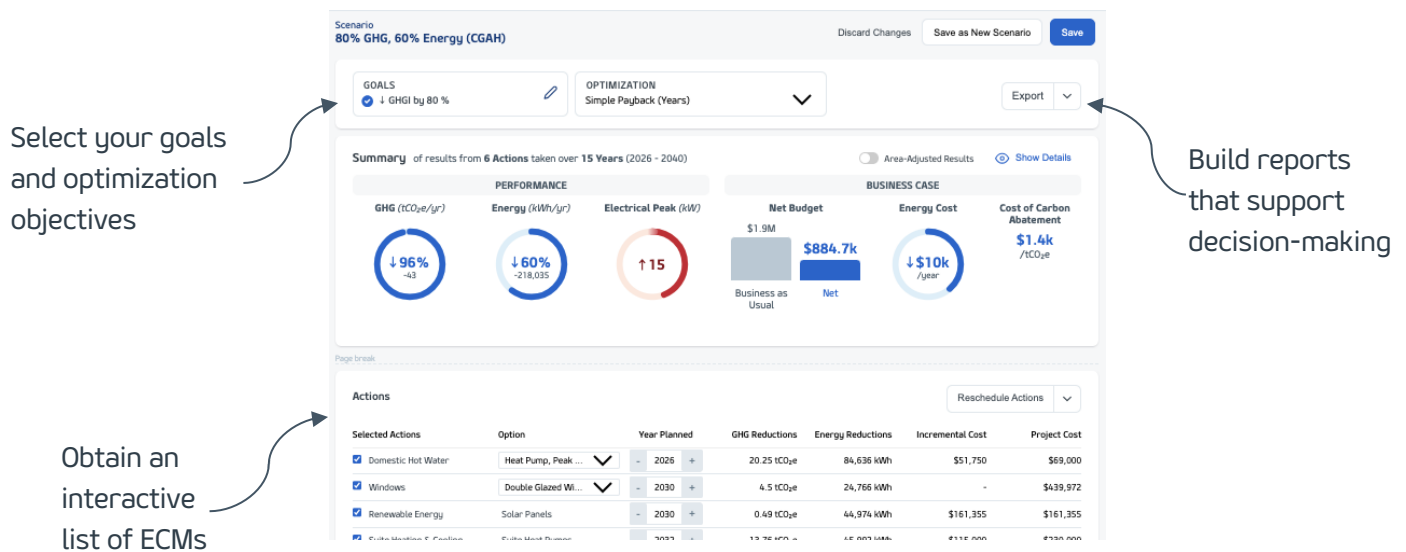 Scenario
80% GHG, 60% Energy (CGAH)
Discard Changes
Save as New Scenario
Save
GOALS
↓ GHGI by 80 %
OPTIMIZATION
Simple Payback (Years)
Export
Select your goals
and optimization
objectives
Build reports
that support
decision-making
Summary of results from 6 Actions taken over 15 Years (2026 - 2040)
Area-Adjusted Results
Show Details
PERFORMANCE
BUSINESS CASE
GHG (tCO₂e/yr)
Energy (kWh/yr)
Electrical Peak (kW)
Net Budget
Energy Cost
Cost of Carbon
Abatement
↓96%
-43
↓60%
-218,035
↑15
$1.9M
$884.7k
Business as
Usual
Net
↓$10k
/year
$1.4k
/tCO₂e
Page break
Actions
Reschedule Actions
Selected Actions Option Year Planned GHG Reductions Energy Reductions Incremental Cost Project Cost
Domestic Hot Water Heat Pump, Peak ... - 2026 + 20.25 tCO₂e 84,636 kWh $51,750 $69,000
Windows Double Glazed Wi... - 2030 + 4.5 tCO₂e 24,766 kWh - $439,972
Renewable Energy Solar Panels - 2030 + 0.49 tCO₂e 44,974 kWh $161,355 $161,355
Suite Heating & Cooling Suite Heat Pumps
Obtain an
interactive
list of ECMs